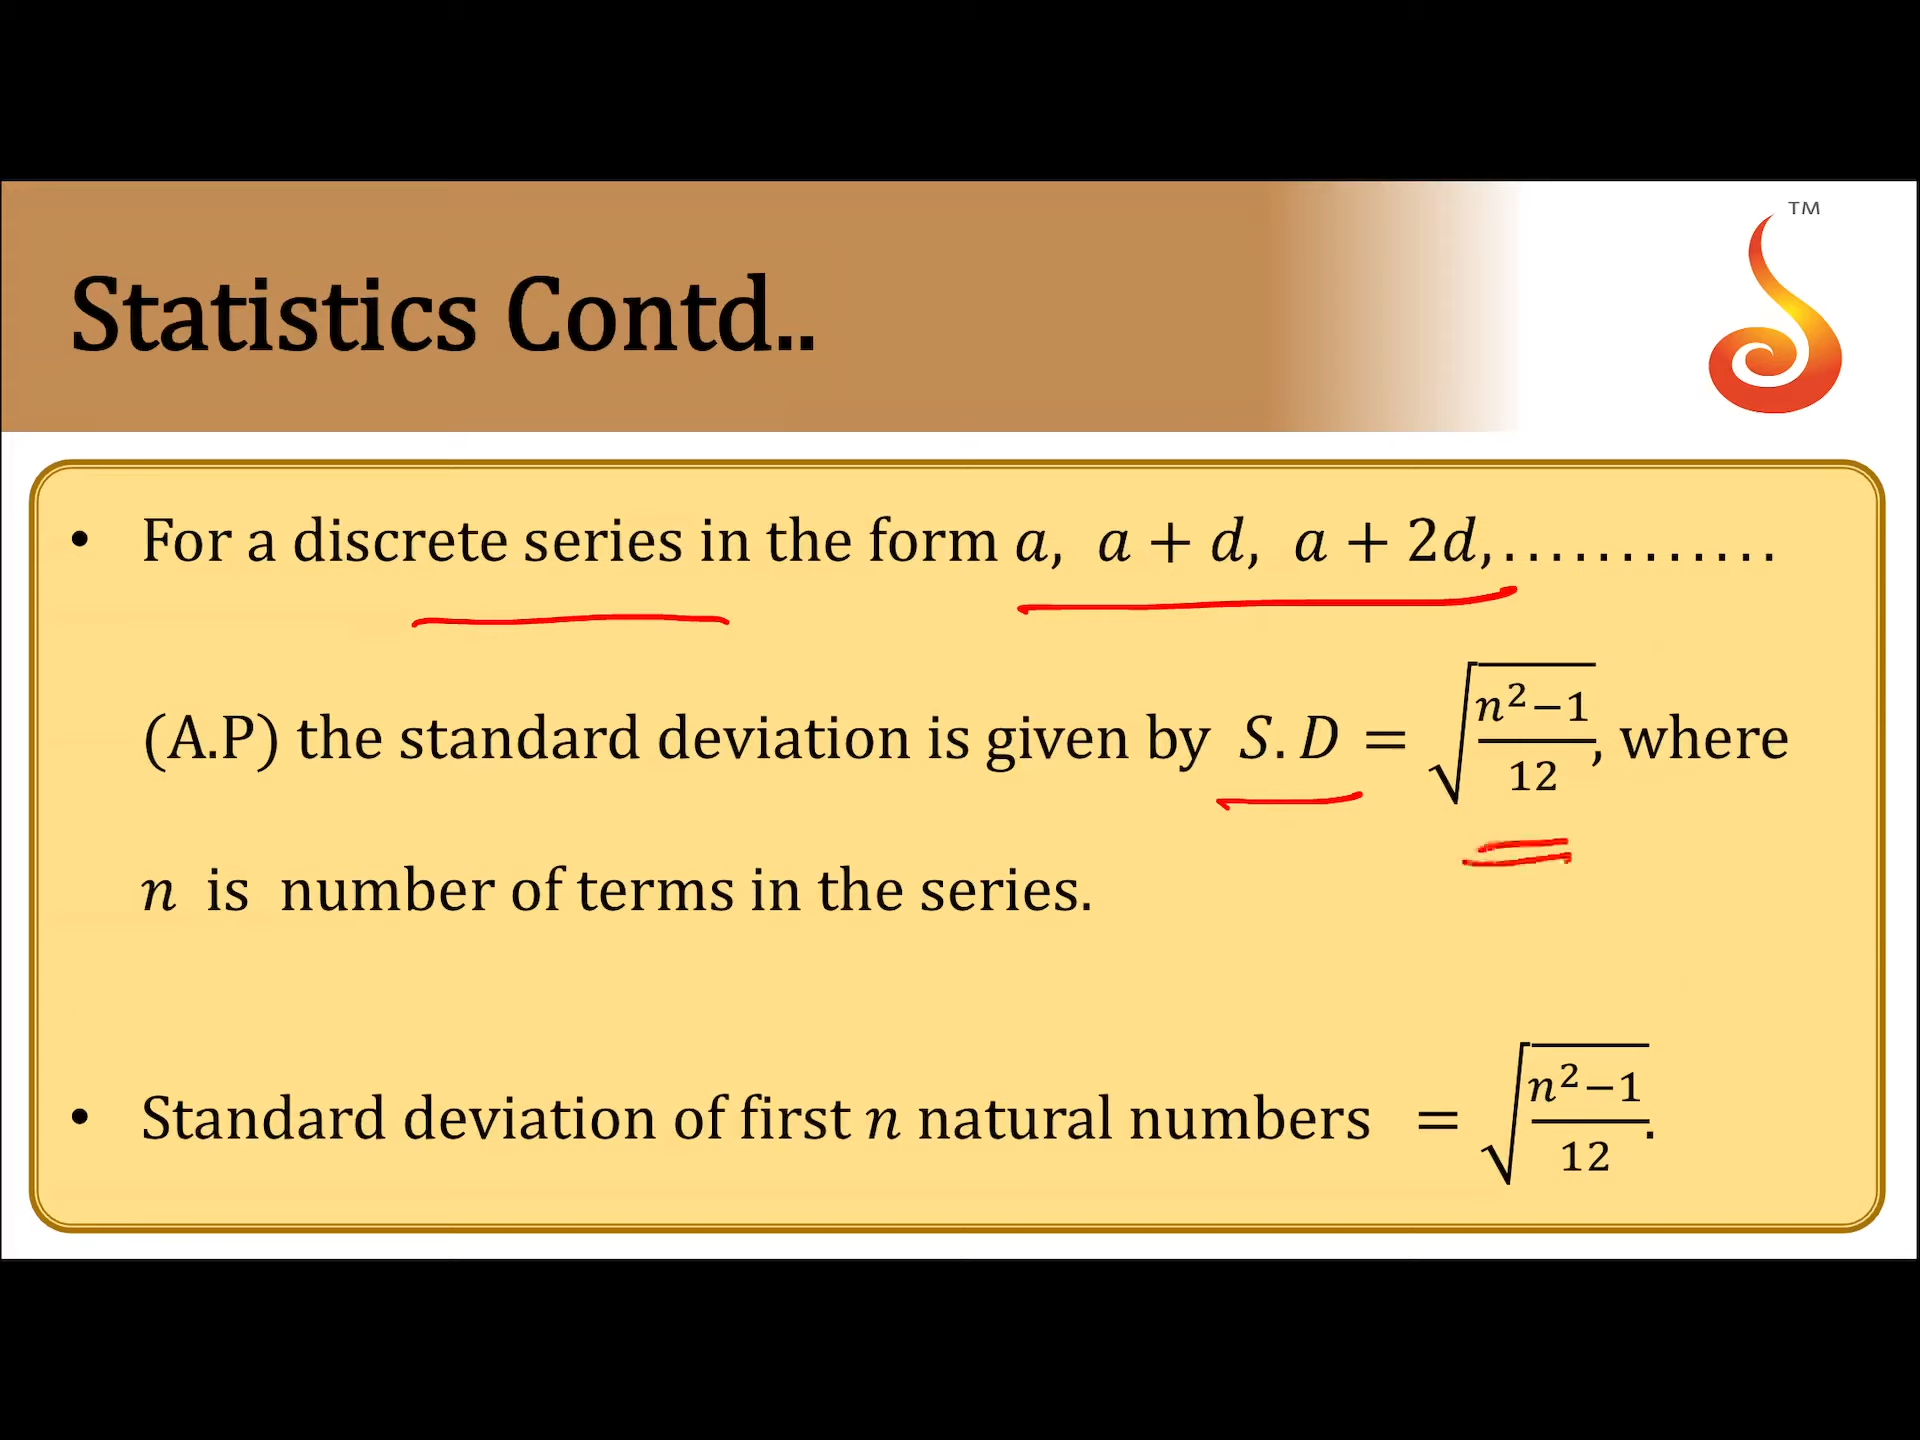 TM
Statistics Contd..
• For a discrete series in the form a, a + d, a + 2d,............
(A.P) the standard deviation is given by S.D = √((n²−1)/12), where
n is number of terms in the series.
• Standard deviation of first n natural numbers = √((n²−1)/12).